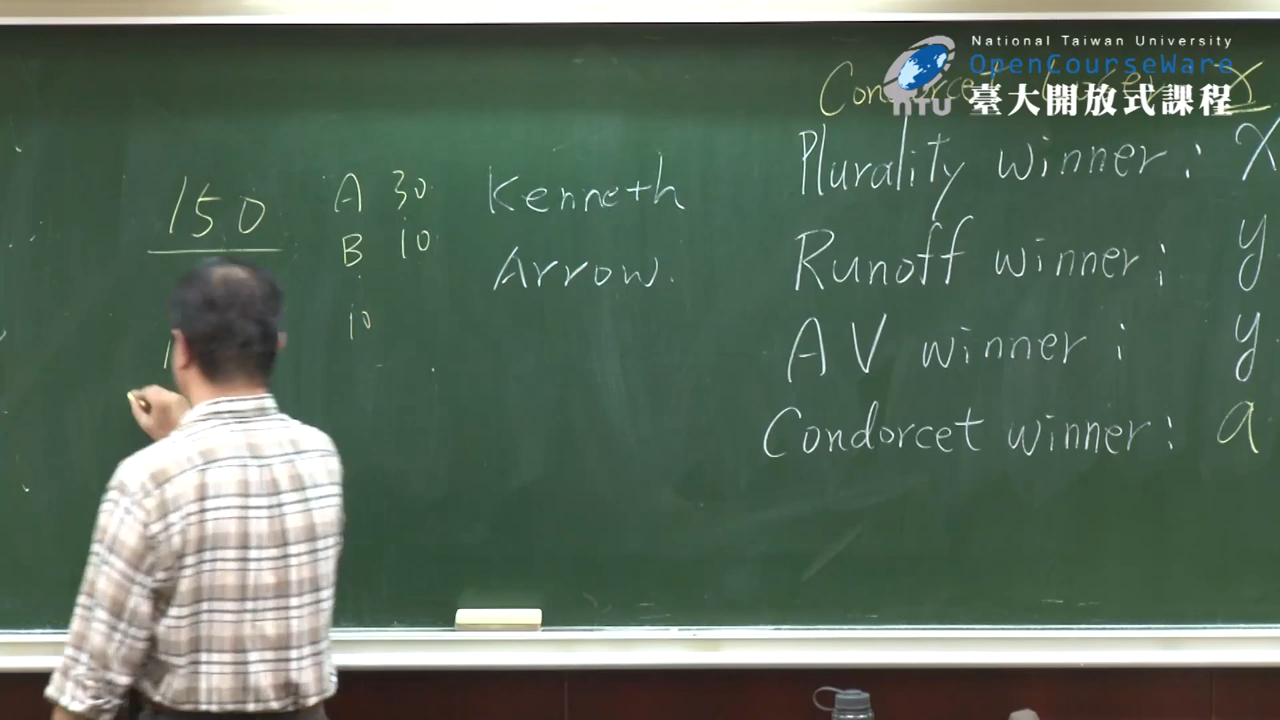 National Taiwan University
OpenCourseWare
NTU 臺大開放式課程
150
A 30
B 10
10
Kenneth
Arrow.
Plurality winner: x
Runoff winner: y
AV winner: y
Condorcet winner: a